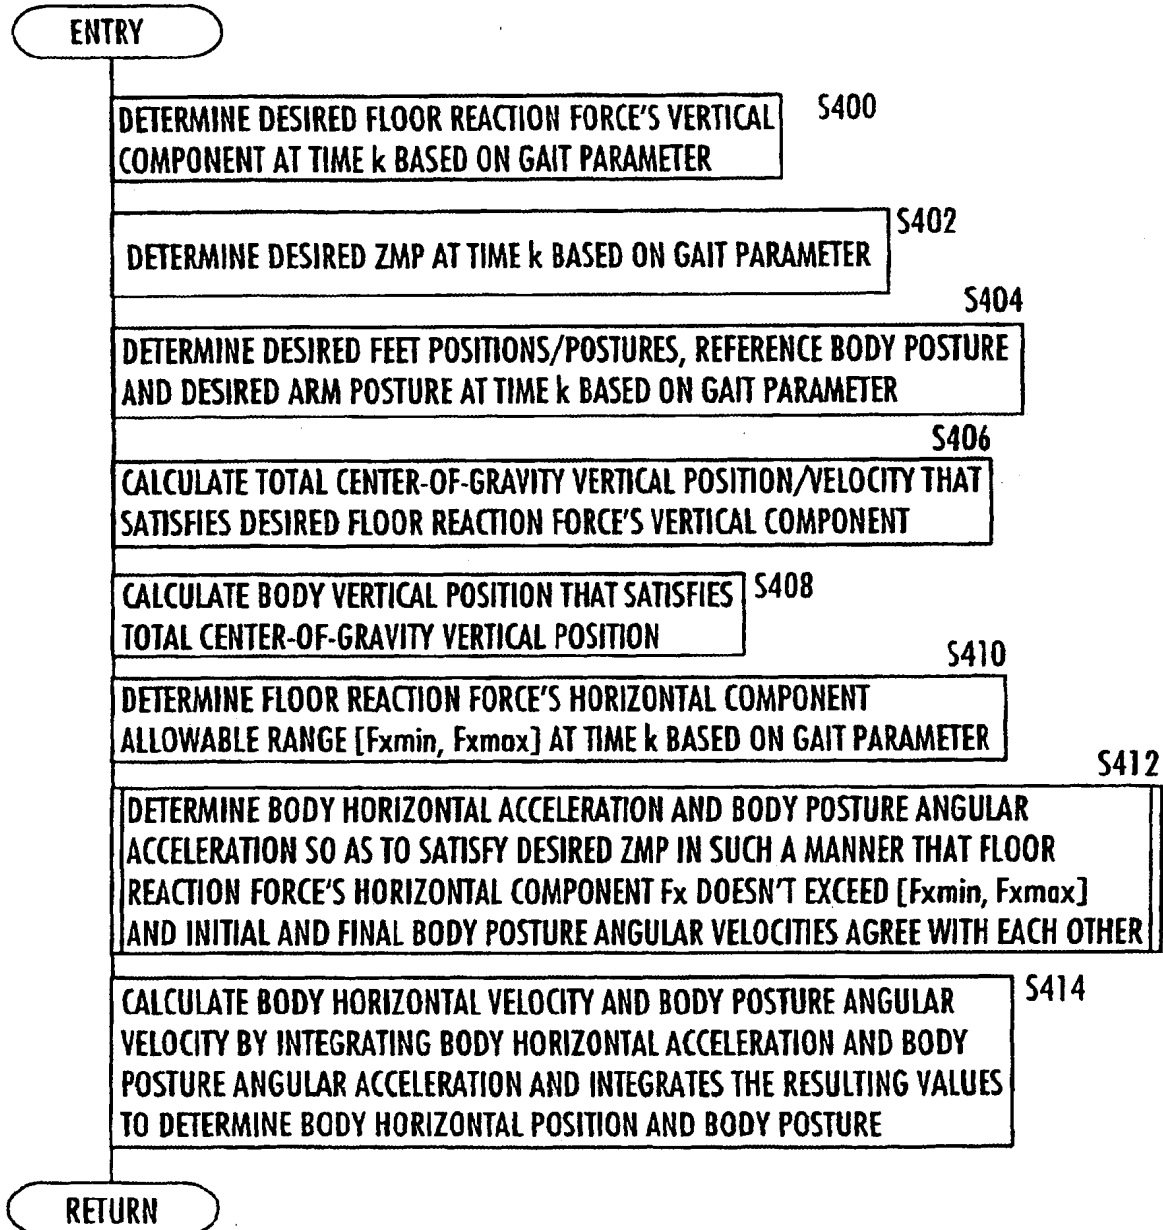 ENTRY
DETERMINE DESIRED FLOOR REACTION FORCE'S VERTICAL
COMPONENT AT TIME k BASED ON GAIT PARAMETER
S400
DETERMINE DESIRED ZMP AT TIME k BASED ON GAIT PARAMETER
S402
S404
DETERMINE DESIRED FEET POSITIONS/POSTURES, REFERENCE BODY POSTURE
AND DESIRED ARM POSTURE AT TIME k BASED ON GAIT PARAMETER
S406
CALCULATE TOTAL CENTER-OF-GRAVITY VERTICAL POSITION/VELOCITY THAT
SATISFIES DESIRED FLOOR REACTION FORCE'S VERTICAL COMPONENT
CALCULATE BODY VERTICAL POSITION THAT SATISFIES
TOTAL CENTER-OF-GRAVITY VERTICAL POSITION
S408
S410
DETERMINE FLOOR REACTION FORCE'S HORIZONTAL COMPONENT
ALLOWABLE RANGE [Fxmin, Fxmax] AT TIME k BASED ON GAIT PARAMETER
S412
DETERMINE BODY HORIZONTAL ACCELERATION AND BODY POSTURE ANGULAR
ACCELERATION SO AS TO SATISFY DESIRED ZMP IN SUCH A MANNER THAT FLOOR
REACTION FORCE'S HORIZONTAL COMPONENT Fx DOESN'T EXCEED [Fxmin, Fxmax]
AND INITIAL AND FINAL BODY POSTURE ANGULAR VELOCITIES AGREE WITH EACH OTHER
CALCULATE BODY HORIZONTAL VELOCITY AND BODY POSTURE ANGULAR
VELOCITY BY INTEGRATING BODY HORIZONTAL ACCELERATION AND BODY
POSTURE ANGULAR ACCELERATION AND INTEGRATES THE RESULTING VALUES
TO DETERMINE BODY HORIZONTAL POSITION AND BODY POSTURE
S414
RETURN